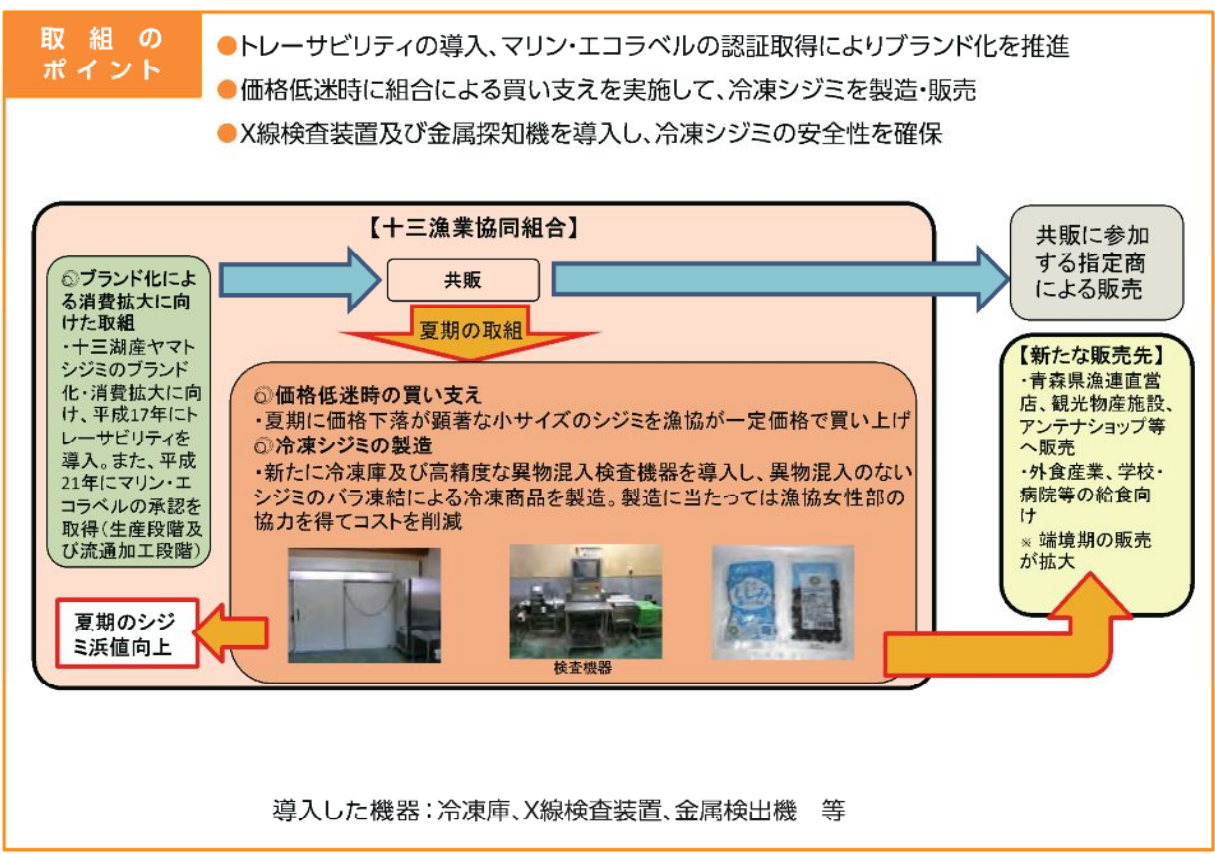 取組の
ポイント
●トレーサビリティの導入、マリン・エコラベルの認証取得によりブランド化を推進
●価格低迷時に組合による買い支えを実施して、冷凍シジミを製造・販売
●X線検査装置及び金属探知機を導入し、冷凍シジミの安全性を確保
【十三漁業協同組合】
◎ブランド化によ
る消費拡大に向
けた取組
・十三湖産ヤマト
シジミのブランド
化・消費拡大に向
け、平成17年にト
レーサビリティを
導入。また、平成
21年にマリン・エ
コラベルの承認を
取得(生産段階及
び流通加工段階)
共販
夏期の取組
共販に参加
する指定商
による販売
◎価格低迷時の買い支え
・夏期に価格下落が顕著な小サイズのシジミを漁協が一定価格で買い上げ
◎冷凍シジミの製造
・新たに冷凍庫及び高精度な異物混入検査機器を導入し、異物混入のない
シジミのバラ凍結による冷凍商品を製造。製造に当たっては漁協女性部の
協力を得てコストを削減
しじみ
検査機器
夏期のシジ
ミ浜値向上
【新たな販売先】
・青森県漁連直営
店、観光物産施設、
アンテナショップ等
へ販売
・外食産業、学校・
病院等の給食向
け
※ 端境期の販売
が拡大
導入した機器：冷凍庫、X線検査装置、金属検出機　等